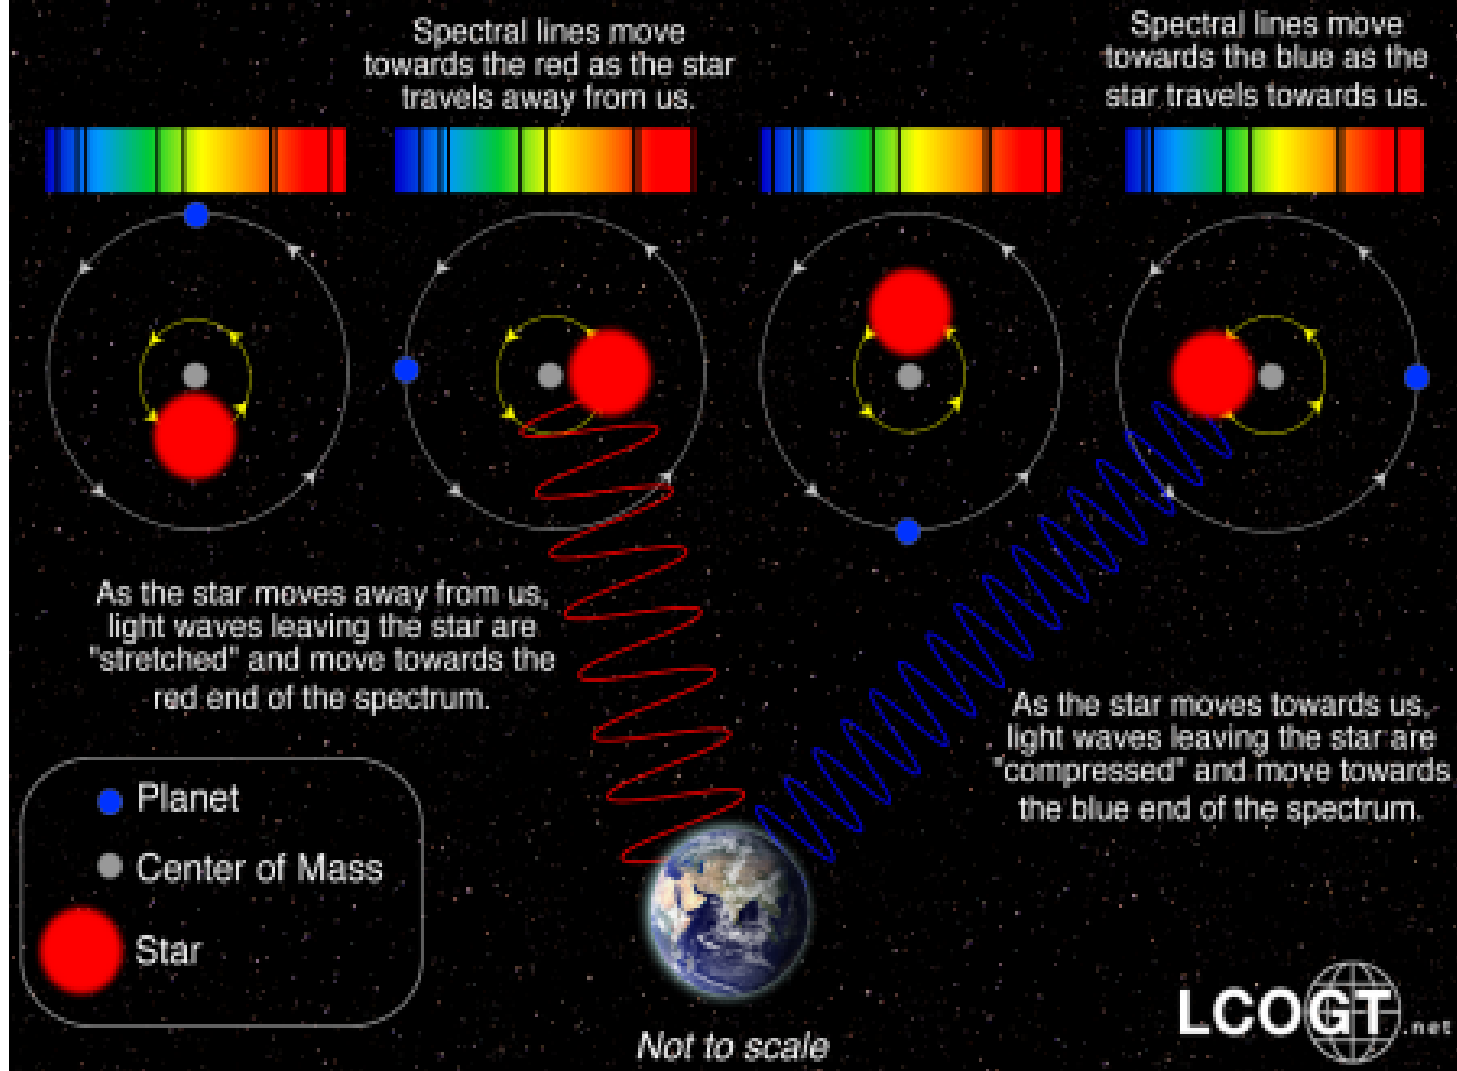 Spectral lines move
towards the red as the star
travels away from us.
Spectral lines move
towards the blue as the
star travels towards us.
As the star moves away from us,
light waves leaving the star are
"stretched" and move towards the
red end of the spectrum.
As the star moves towards us,
light waves leaving the star are
"compressed" and move towards
the blue end of the spectrum.
Planet
Center of Mass
Star
Not to scale
LCOGT.net